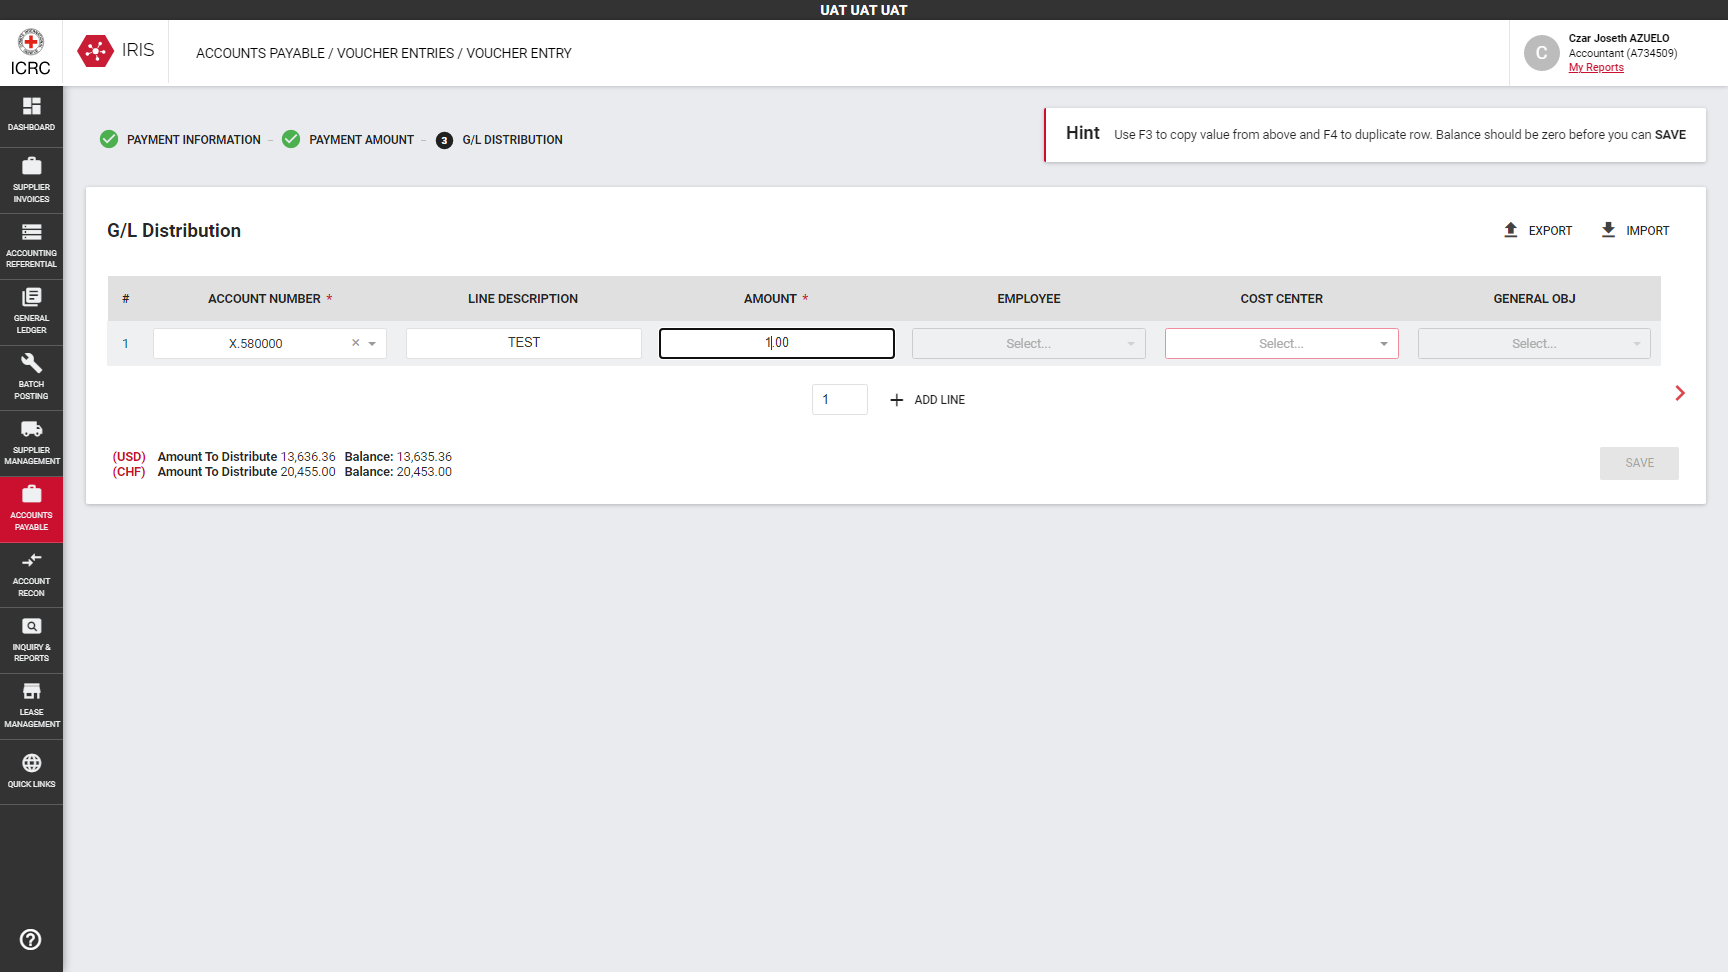 UAT UAT UAT
ICRC
IRIS
ACCOUNTS PAYABLE / VOUCHER ENTRIES / VOUCHER ENTRY
C
Czar Joseth AZUELO
Accountant (A734509)
My Reports
DASHBOARD
SUPPLIER
INVOICES
ACCOUNTING
REFERENTIAL
GENERAL
LEDGER
BATCH
POSTING
SUPPLIER
MANAGEMENT
ACCOUNTS
PAYABLE
ACCOUNT
RECON
INQUIRY &
REPORTS
LEASE
MANAGEMENT
QUICK LINKS
PAYMENT INFORMATION – PAYMENT AMOUNT – 3 G/L DISTRIBUTION
Hint Use F3 to copy value from above and F4 to duplicate row. Balance should be zero before you can SAVE
G/L Distribution
EXPORT IMPORT
# ACCOUNT NUMBER * LINE DESCRIPTION AMOUNT * EMPLOYEE COST CENTER GENERAL OBJ
1 X.580000 × TEST 1.00 Select... Select... Select...
1 + ADD LINE
(USD) Amount To Distribute 13,636.36 Balance: 13,635.36
(CHF) Amount To Distribute 20,455.00 Balance: 20,453.00
SAVE